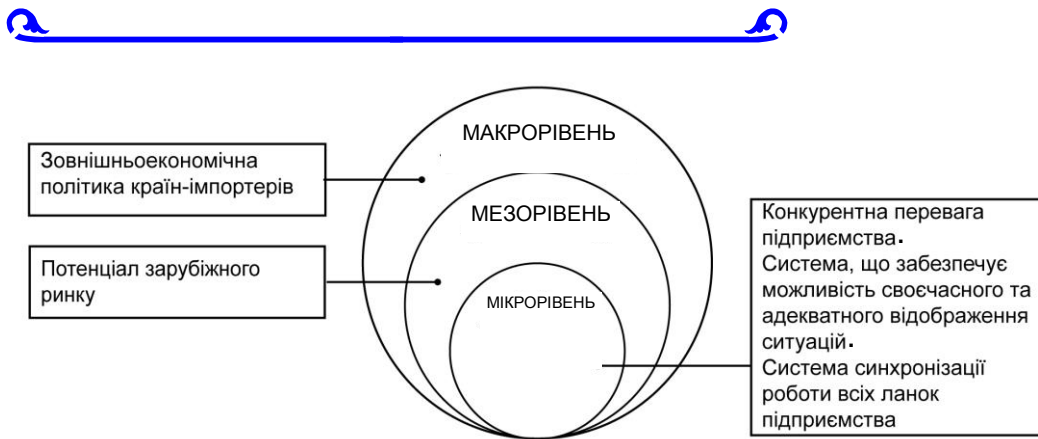 МАКРОРІВЕНЬ
Зовнішньоекономічна
політика країн-імпортерів
МЕЗОРІВЕНЬ
Потенціал зарубіжного
ринку
МІКРОРІВЕНЬ
Конкурентна перевага
підприємства.
Система, що забезпечує
можливість своєчасного та
адекватного відображення
ситуацій.
Система синхронізації
роботи всіх ланок
підприємства